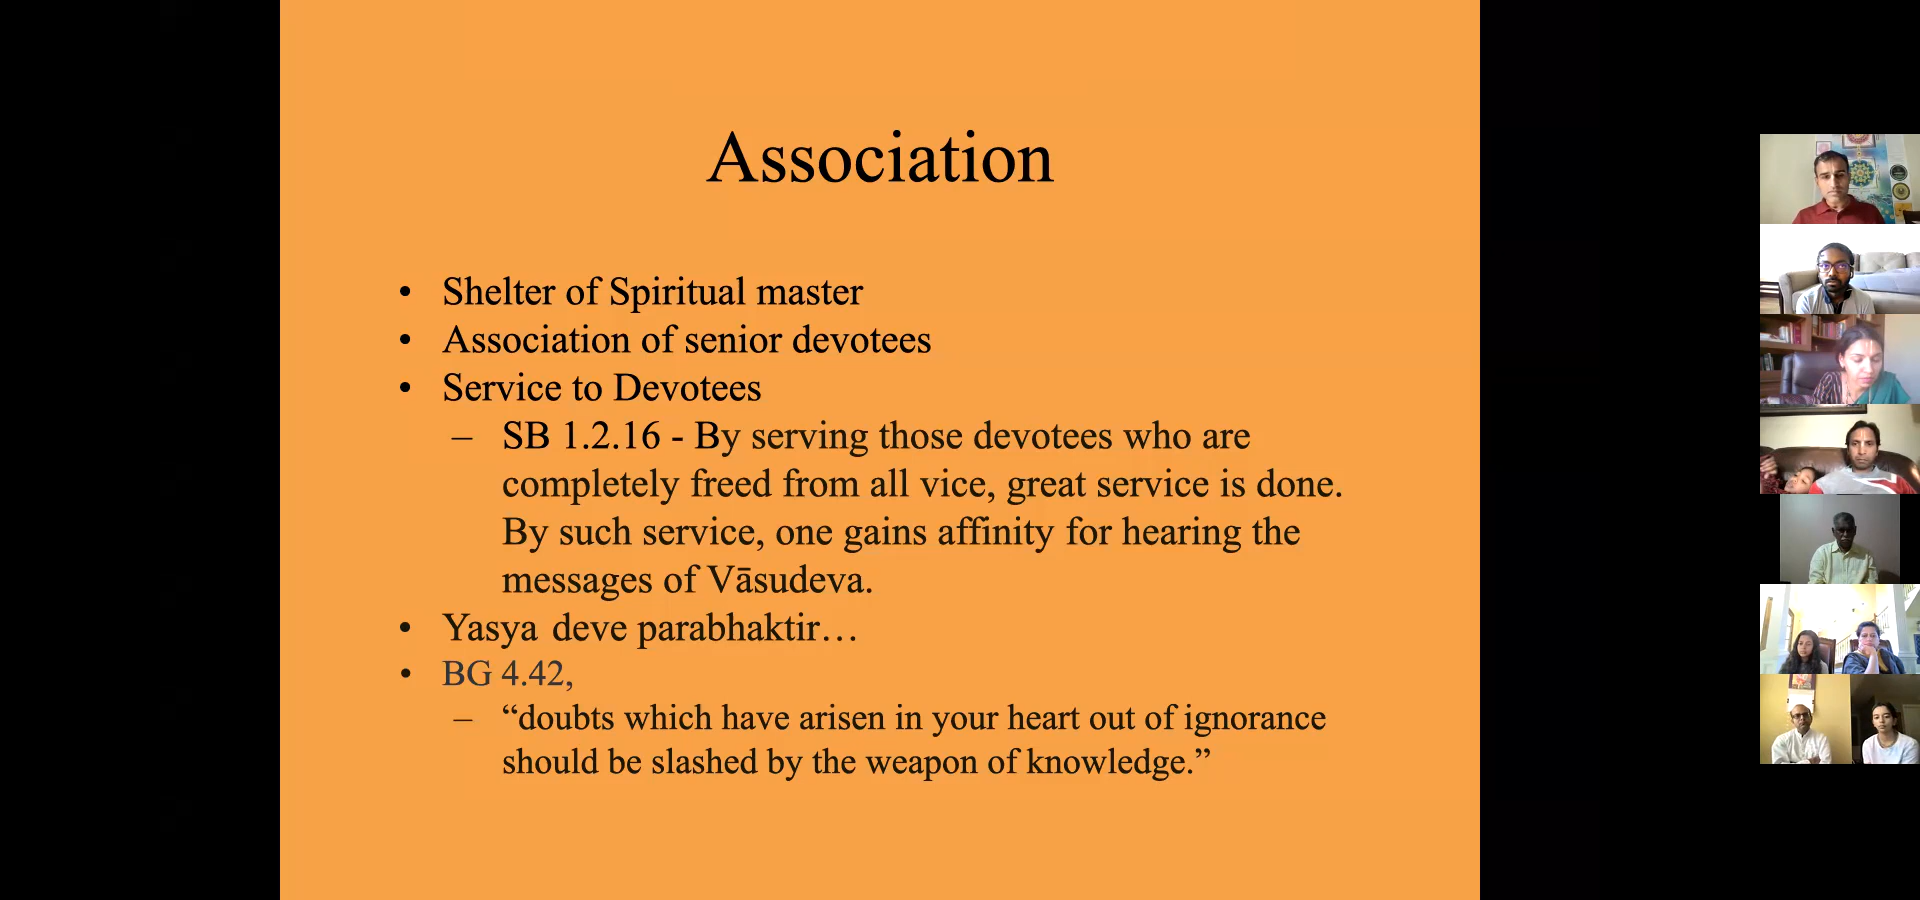 Association
• Shelter of Spiritual master
• Association of senior devotees
• Service to Devotees
– SB 1.2.16 - By serving those devotees who are
completely freed from all vice, great service is done.
By such service, one gains affinity for hearing the
messages of Vāsudeva.
• Yasya deve parabhaktir…
• BG 4.42,
– “doubts which have arisen in your heart out of ignorance
should be slashed by the weapon of knowledge.”